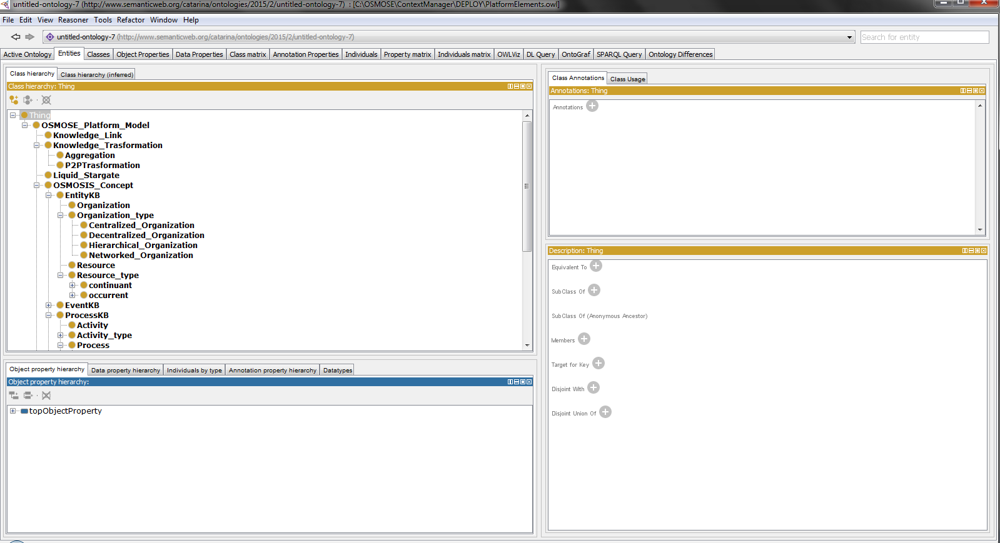 untitled-ontology-7 (http://www.semanticweb.org/catarina/ontologies/2015/2/untitled-ontology-7) : [C:\OSMOSE\ContextManager\DEPLOY\PlatformElements.owl]
File Edit View Reasoner Tools Refactor Window Help
untitled-ontology-7 (http://www.semanticweb.org/catarina/ontologies/2015/2/untitled-ontology-7) Search for entity
Active Ontology Entities Classes Object Properties Data Properties Class matrix Annotation Properties Individuals Property matrix Individuals matrix OWLViz DL Query OntoGraf SPARQL Query Ontology Differences
Class hierarchy Class hierarchy (inferred)
Class hierarchy: Thing
Thing
OSMOSE_Platform_Model
Knowledge_Link
Knowledge_Trasformation
Aggregation
P2PTrasformation
Liquid_Stargate
OSMOSIS_Concept
EntityKB
Organization
Organization_type
Centralized_Organization
Decentralized_Organization
Hierarchical_Organization
Networked_Organization
Resource
Resource_type
continuant
occurrent
EventKB
ProcessKB
Activity
Activity_type
Process
Object property hierarchy Data property hierarchy Individuals by type Annotation property hierarchy Datatypes
Object property hierarchy:
topObjectProperty
Class Annotations Class Usage
Annotations: Thing
Annotations
Description: Thing
Equivalent To
SubClass Of
SubClass Of (Anonymous Ancestor)
Members
Target for Key
Disjoint With
Disjoint Union Of